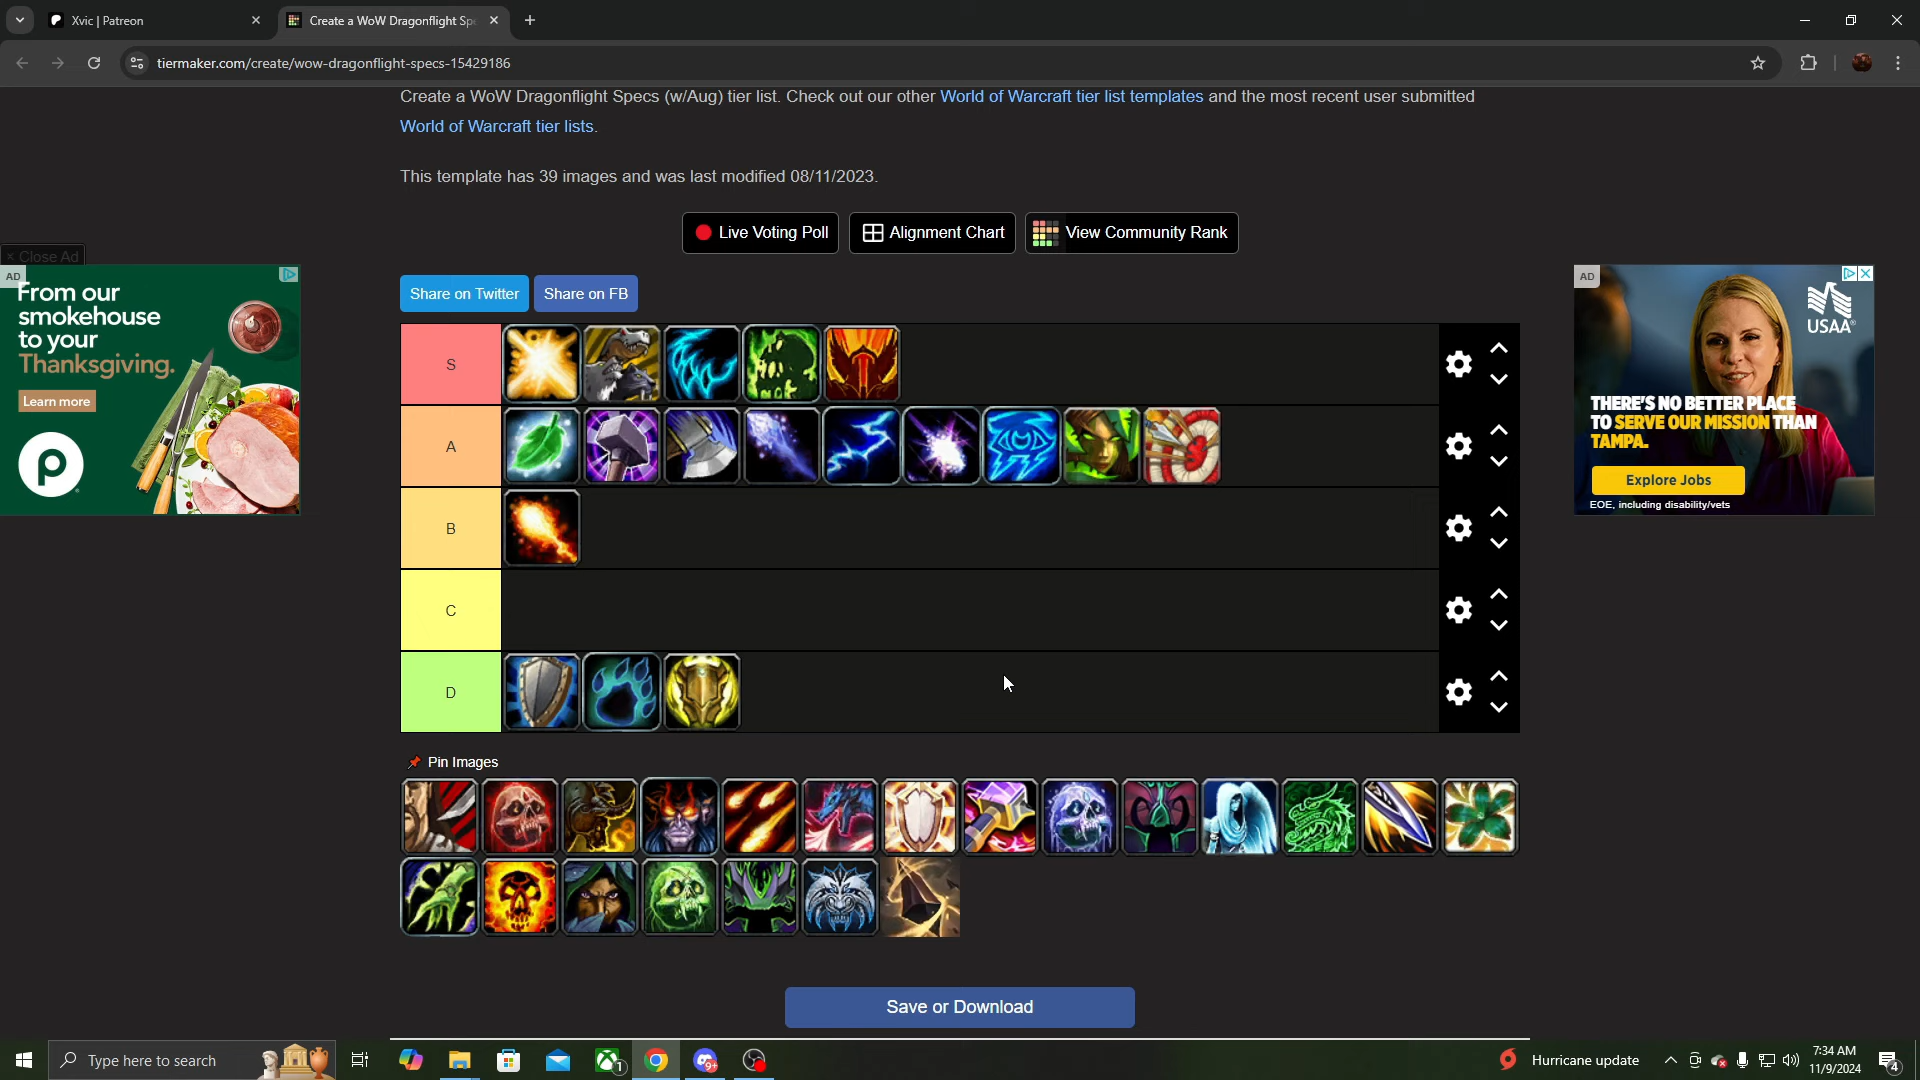 Xvic | Patreon
Create a WoW Dragonflight Spe
tiermaker.com/create/wow-dragonflight-specs-15429186
Create a WoW Dragonflight Specs (w/Aug) tier list. Check out our other World of Warcraft tier list templates and the most recent user submitted
World of Warcraft tier lists.
This template has 39 images and was last modified 08/11/2023.
Live Voting Poll
Alignment Chart
View Community Rank
× Close Ad
AD
From our
smokehouse
to your
Thanksgiving.
Learn more
p
Share on Twitter
Share on FB
S
A
B
C
D
AD
USAA
THERE'S NO BETTER PLACE
TO SERVE OUR MISSION THAN
TAMPA.
Explore Jobs
EOE, including disability/vets
Pin Images
Save or Download
Type here to search
1
9+
Hurricane update
7:34 AM
11/9/2024
4